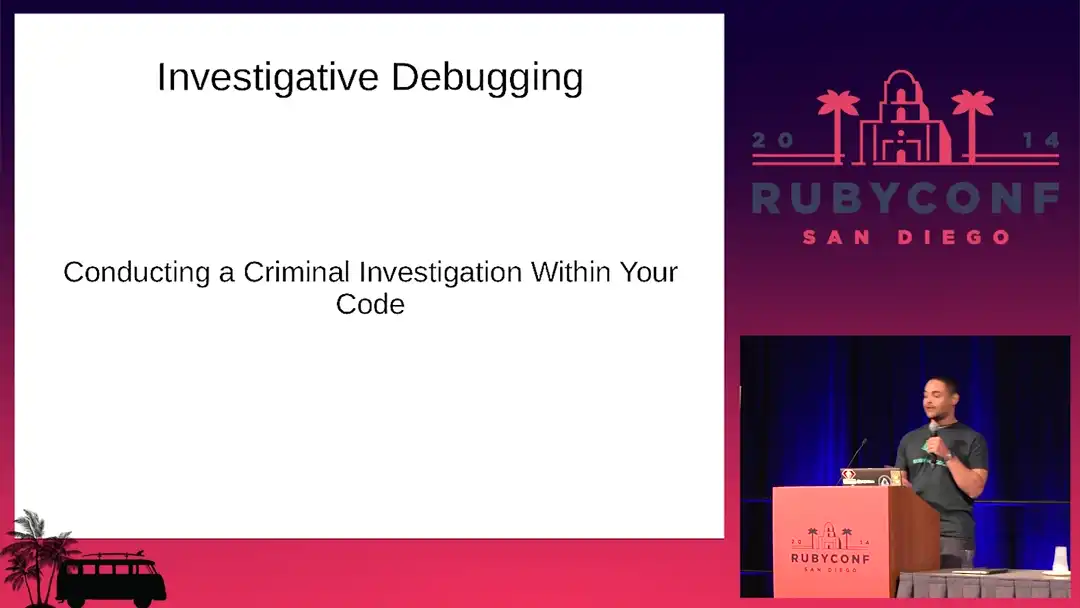 Investigative Debugging
Conducting a Criminal Investigation Within Your
Code
20 14
RUBYCONF
SAN DIEGO
20 14
RUBYCONF
SAN DIEGO